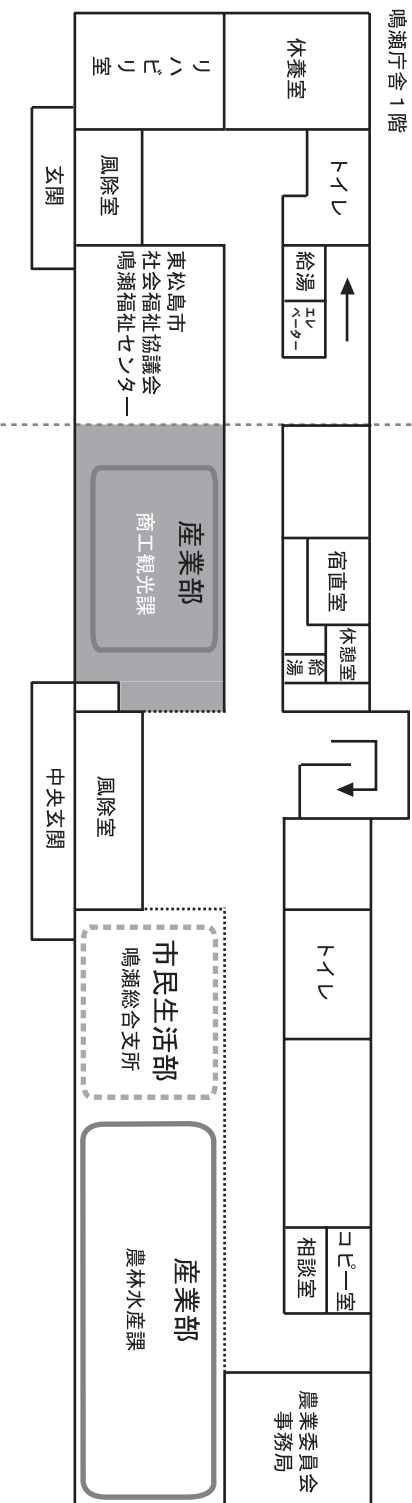 鳴瀬庁舎1階
休養室
リハビリ室
トイレ
風除室
玄関
給湯
エレベーター
東松島市
社会福祉協議会
鳴瀬福祉センター
産業部
商工観光課
宿直室
休憩室
給湯
風除室
中央玄関
トイレ
市民生活部
鳴瀬総合支所
コピー室
相談室
産業部
農林水産課
農業委員会
事務局